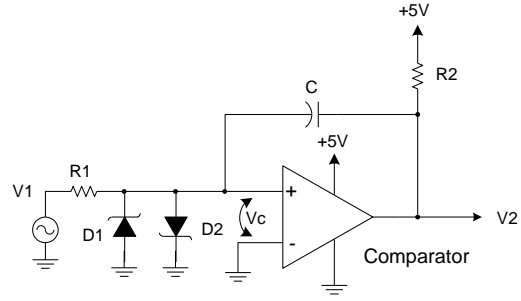 +5V
R2
C
+5V
R1
V1
+
Vc
-
D1
D2
V2
Comparator